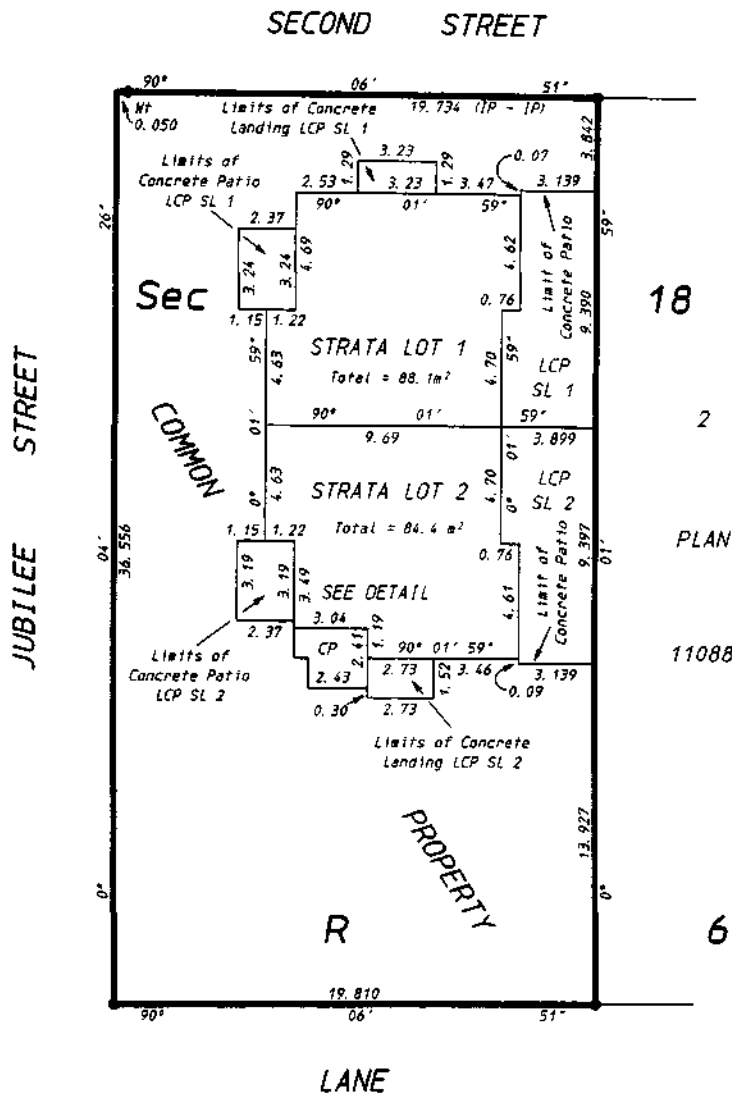 SECOND STREET
90° 06' 51"
Wt
0.050
Limits of Concrete
Landing LCP SL 1
19.734 (IP - IP)
3.842
Limits of
Concrete Patio
LCP SL 1
3.23
1.29
1.29
0.07
2.53
3.23
3.47
3.139
90° 01' 59"
26"
2.37
3.24
3.24
4.69
4.62
Limit of
Concrete Patio
59"
9.390
Sec
18
1.15
1.22
0.76
59"
4.63
STRATA LOT 1
Total = 88.1m²
4.70
59"
LCP
SL 1
JUBILEE STREET
COMMON
01'
90° 01' 59"
9.69
3.899
2
01'
4.63
0°
STRATA LOT 2
Total = 84.4 m²
4.70
0°
LCP
SL 2
1.15
1.22
0.76
PLAN
04'
36.556
3.19
3.19
3.49
SEE DETAIL
4.61
Limit of
Concrete Patio
9.397
01'
2.37
3.04
1.19
CP
2.41
90° 01' 59"
11088
Limits of
Concrete Patio
LCP SL 2
2.43
2.73
1.52
3.46
0.09
3.139
0.30
2.73
Limits of Concrete
Landing LCP SL 2
13.927
PROPERTY
0°
0°
R
6
19.810
90° 06' 51"
LANE